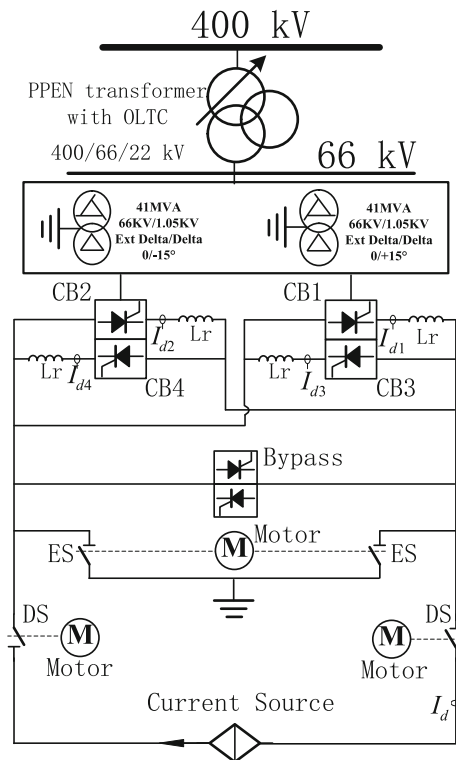 400 kV
PPEN transformer
with OLTC
400/66/22 kV
66 kV
41MVA
66KV/1.05KV
Ext Delta/Delta
0/-15°
41MVA
66KV/1.05KV
Ext Delta/Delta
0/+15°
CB2
CB1
Id2
Lr
Id1
Lr
Lr
Id4
CB4
Lr
Id3
CB3
Bypass
Motor
M
ES
ES
DS
M
Motor
DS
M
Motor
Current Source
Id